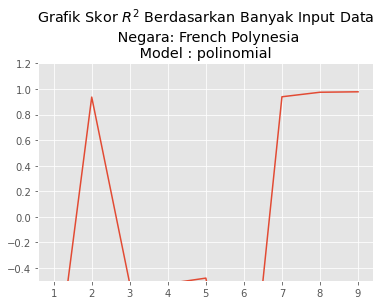 Grafik Skor R² Berdasarkan Banyak Input Data
Negara: French Polynesia
Model : polinomial
1.2
1.0
0.8
0.6
0.4
0.2
0.0
−0.2
−0.4
1 2 3 4 5 6 7 8 9